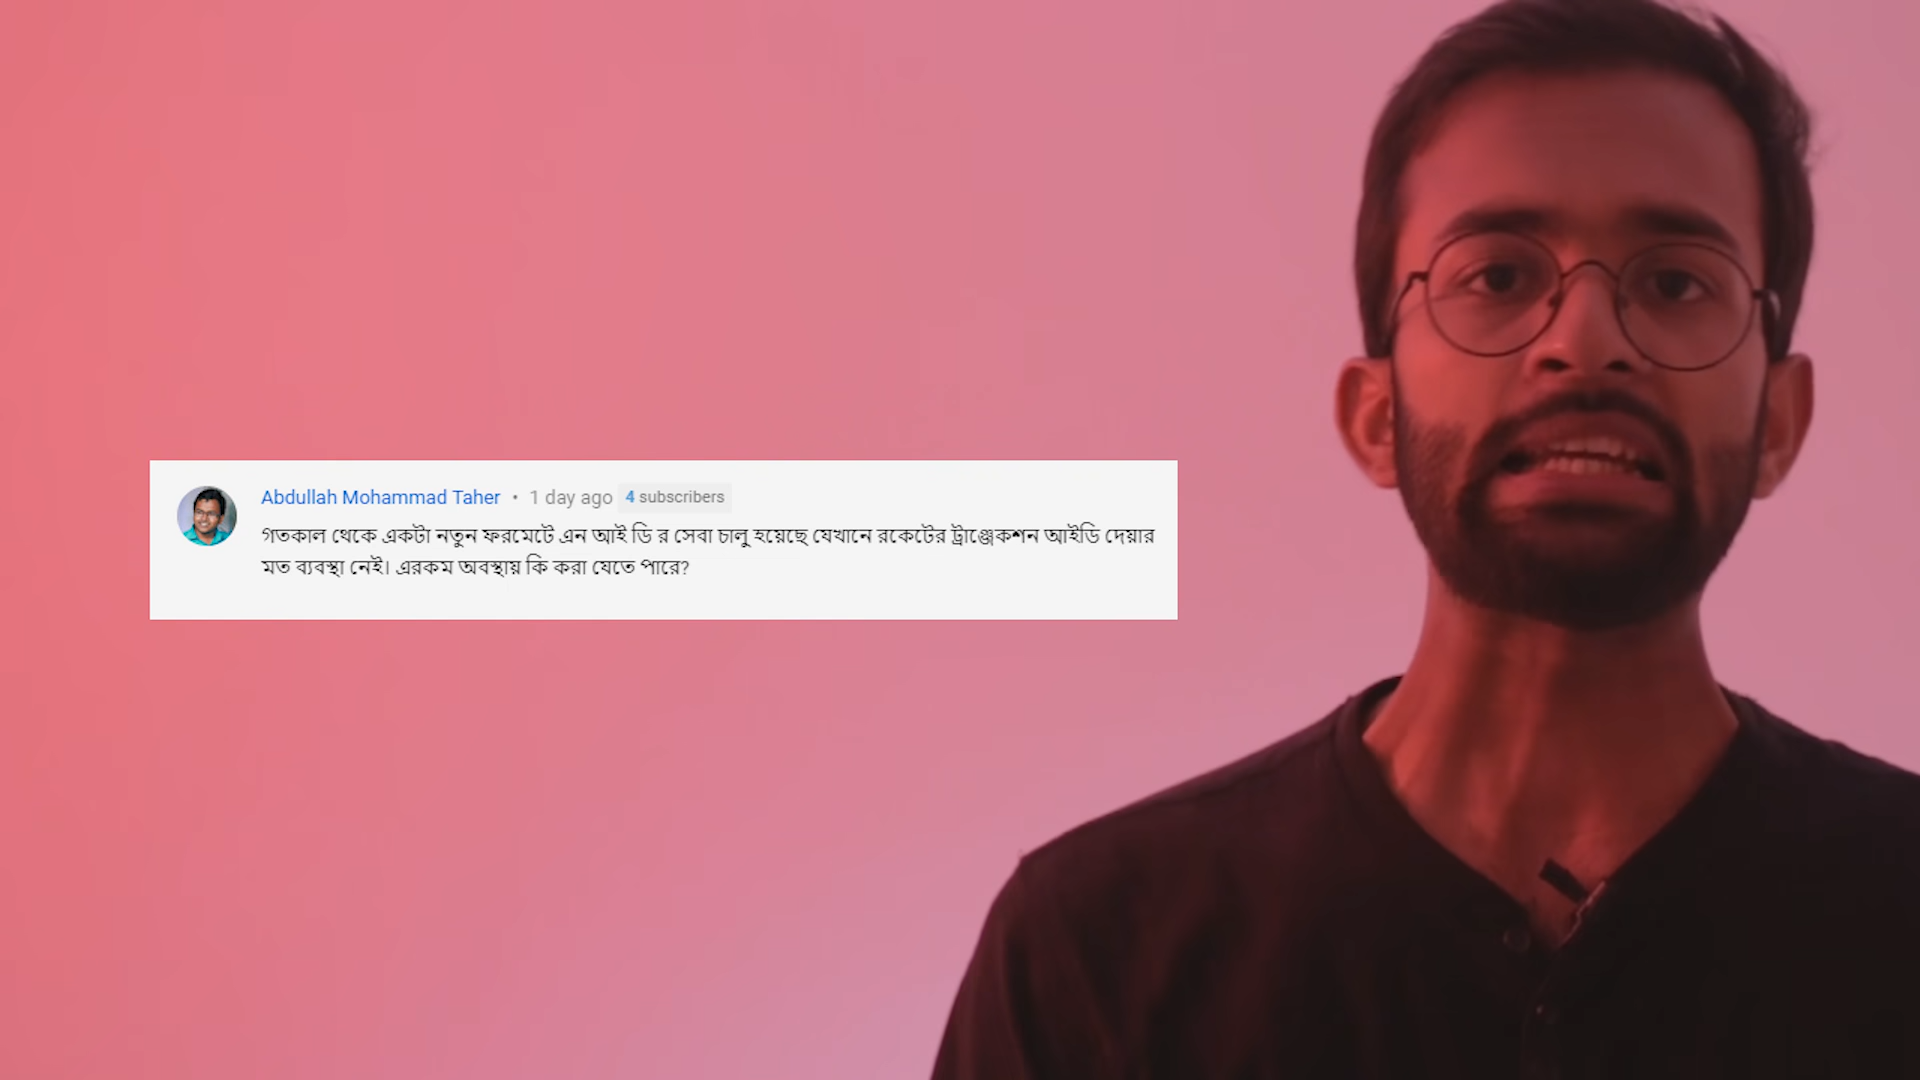 Abdullah Mohammad Taher • 1 day ago 4 subscribers
গতকাল থেকে একটা নতুন ফরমেটে এন আই ডি র সেবা চালু হয়েছে যেখানে রকেটের ট্রাঞ্জেকশন আইডি দেয়ার
মত ব্যবস্থা নেই। এরকম অবস্থায় কি করা যেতে পারে?